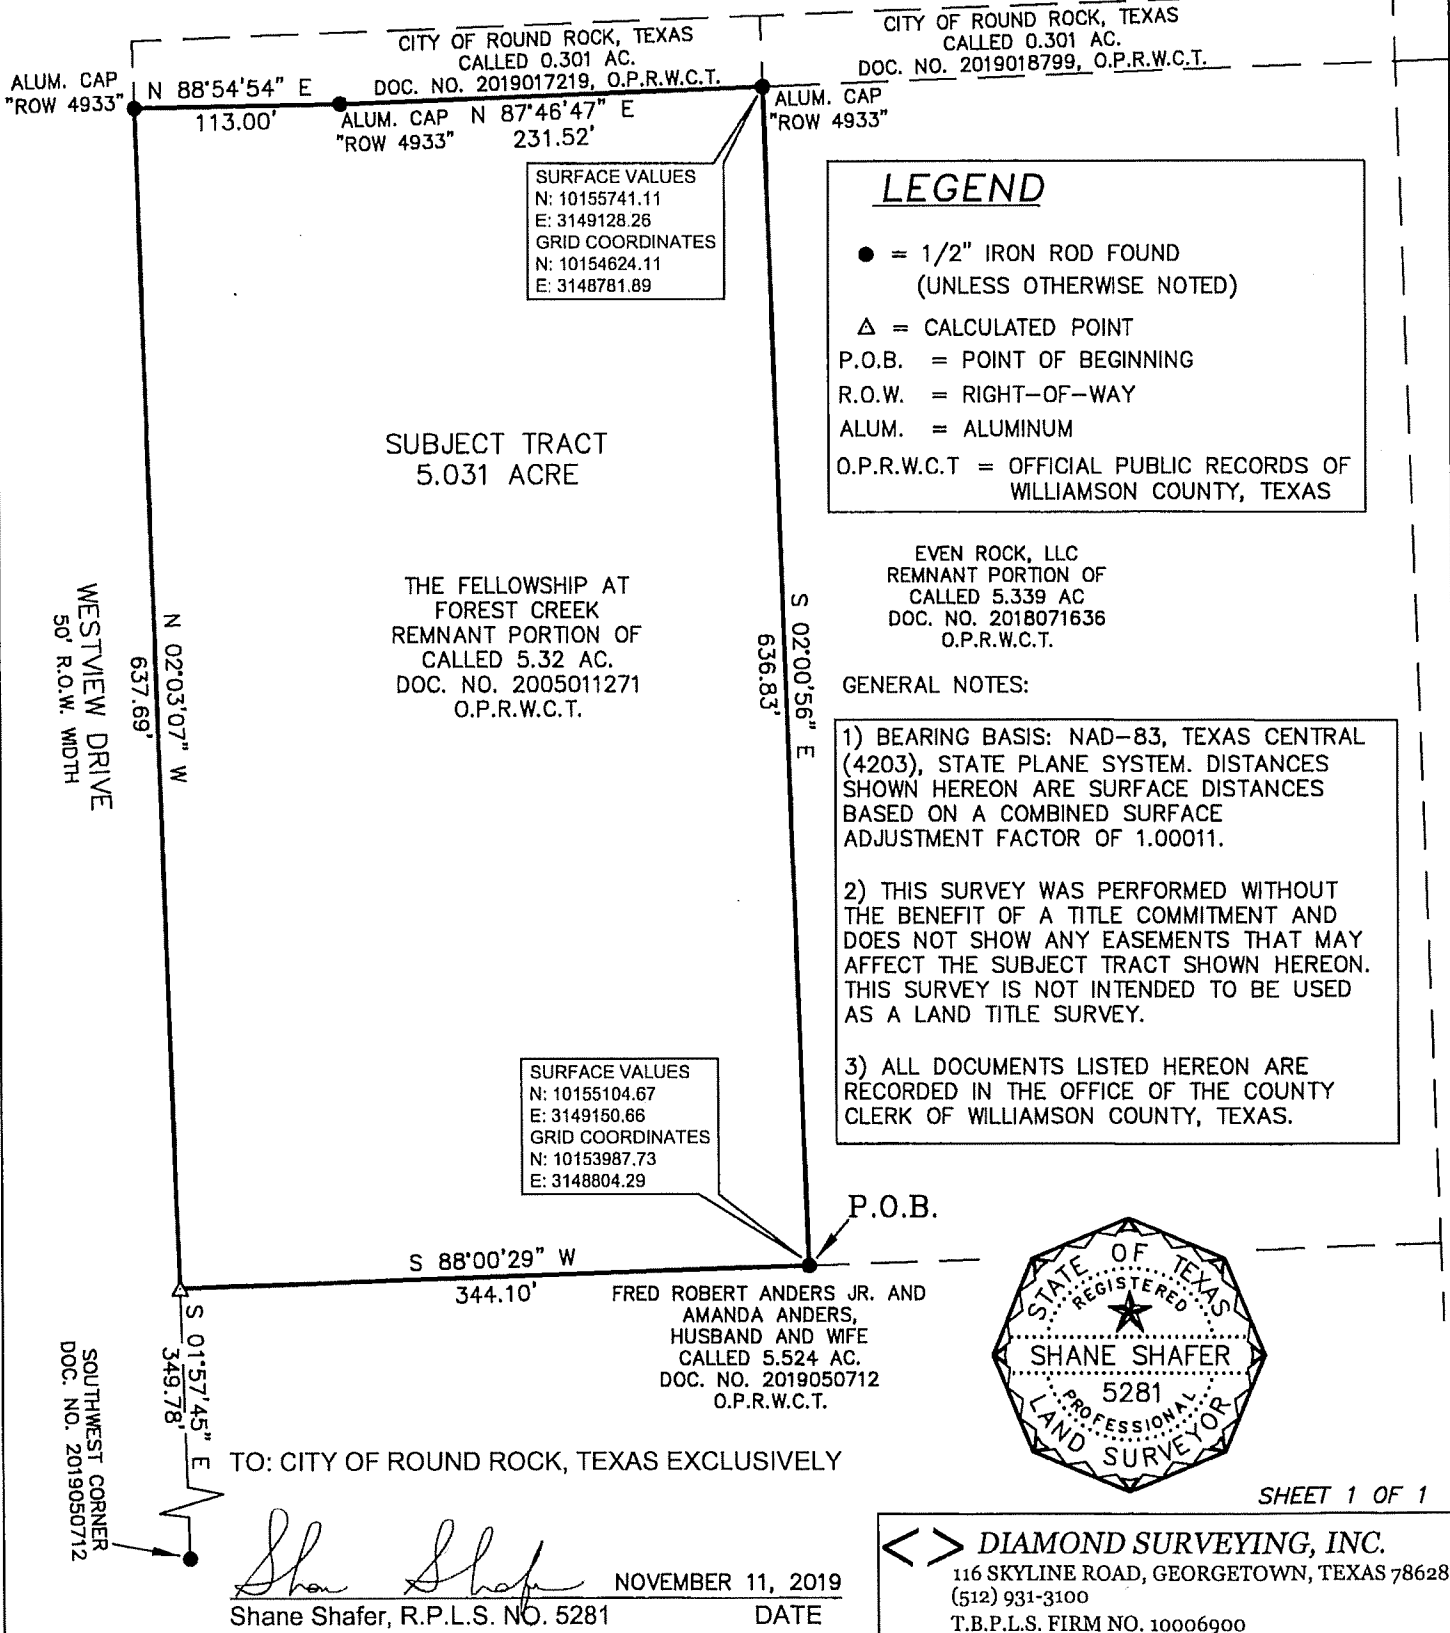 CITY OF ROUND ROCK, TEXAS
CALLED 0.301 AC.
DOC. NO. 2019017219, O.P.R.W.C.T.
CITY OF ROUND ROCK, TEXAS
CALLED 0.301 AC.
DOC. NO. 2019018799, O.P.R.W.C.T.
ALUM. CAP
"ROW 4933"
N 88°54'54" E
113.00'
ALUM. CAP
"ROW 4933"
N 87°46'47" E
231.52'
ALUM. CAP
"ROW 4933"
SURFACE VALUES
N: 10155741.11
E: 3149128.26
GRID COORDINATES
N: 10154624.11
E: 3148781.89
LEGEND
● = 1/2" IRON ROD FOUND
(UNLESS OTHERWISE NOTED)
△ = CALCULATED POINT
P.O.B. = POINT OF BEGINNING
R.O.W. = RIGHT-OF-WAY
ALUM. = ALUMINUM
O.P.R.W.C.T = OFFICIAL PUBLIC RECORDS OF
WILLIAMSON COUNTY, TEXAS
SUBJECT TRACT
5.031 ACRE
THE FELLOWSHIP AT
FOREST CREEK
REMNANT PORTION OF
CALLED 5.32 AC.
DOC. NO. 2005011271
O.P.R.W.C.T.
WESTVIEW DRIVE
50' R.O.W. WIDTH
N 02°03'07" W
637.69'
S 02°00'56" E
636.83'
EVEN ROCK, LLC
REMNANT PORTION OF
CALLED 5.339 AC
DOC. NO. 2018071636
O.P.R.W.C.T.
GENERAL NOTES:
1) BEARING BASIS: NAD-83, TEXAS CENTRAL
(4203), STATE PLANE SYSTEM. DISTANCES
SHOWN HEREON ARE SURFACE DISTANCES
BASED ON A COMBINED SURFACE
ADJUSTMENT FACTOR OF 1.00011.
2) THIS SURVEY WAS PERFORMED WITHOUT
THE BENEFIT OF A TITLE COMMITMENT AND
DOES NOT SHOW ANY EASEMENTS THAT MAY
AFFECT THE SUBJECT TRACT SHOWN HEREON.
THIS SURVEY IS NOT INTENDED TO BE USED
AS A LAND TITLE SURVEY.
3) ALL DOCUMENTS LISTED HEREON ARE
RECORDED IN THE OFFICE OF THE COUNTY
CLERK OF WILLIAMSON COUNTY, TEXAS.
SURFACE VALUES
N: 10155104.67
E: 3149150.66
GRID COORDINATES
N: 10153987.73
E: 3148804.29
P.O.B.
S 88°00'29" W
344.10'
FRED ROBERT ANDERS JR. AND
AMANDA ANDERS,
HUSBAND AND WIFE
CALLED 5.524 AC.
DOC. NO. 2019050712
O.P.R.W.C.T.
S 01°57'45" E
349.78'
SOUTHWEST CORNER
DOC. NO. 2019050712
STATE OF TEXAS
REGISTERED
SHANE SHAFER
5281
PROFESSIONAL
LAND SURVEYOR
TO: CITY OF ROUND ROCK, TEXAS EXCLUSIVELY
Shane Shafer
NOVEMBER 11, 2019
Shane Shafer, R.P.L.S. NO. 5281
DATE
SHEET 1 OF 1
<> DIAMOND SURVEYING, INC.
116 SKYLINE ROAD, GEORGETOWN, TEXAS 78628
(512) 931-3100
T.B.P.L.S. FIRM NO. 10006900